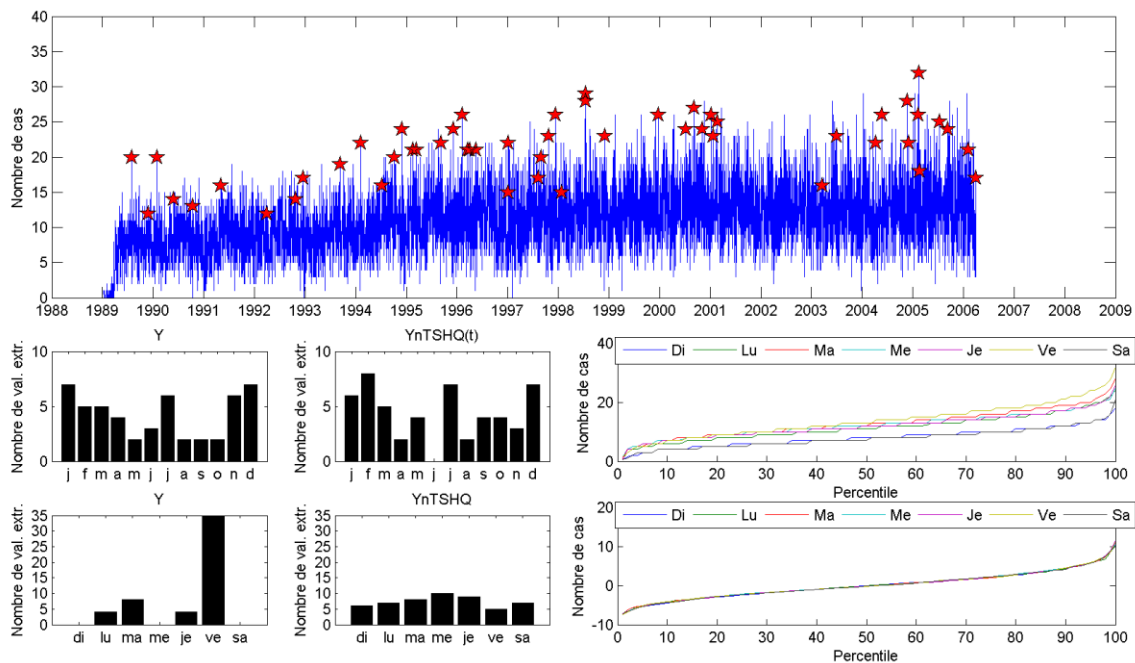 40
35
30
25
20
15
10
5
0
Nombre de cas
1988 1989 1990 1991 1992 1993 1994 1995 1996 1997 1998 1999 2000 2001 2002 2003 2004 2005 2006 2007 2008 2009
Y
10
5
0
Nombre de val. extr.
j f m a m j j a s o n d
YnTSHQ(t)
10
5
0
Nombre de val. extr.
j f m a m j j a s o n d
40
20
0
Nombre de cas
Di Lu Ma Me Je Ve Sa
0 10 20 30 40 50 60 70 80 90 100
Percentile
Y
35
30
25
20
15
10
5
0
Nombre de val. extr.
di lu ma me je ve sa
YnTSHQ
35
30
25
20
15
10
5
0
Nombre de val. extr.
di lu ma me je ve sa
20
10
0
-10
Nombre de cas
Di Lu Ma Me Je Ve Sa
0 10 20 30 40 50 60 70 80 90 100
Percentile